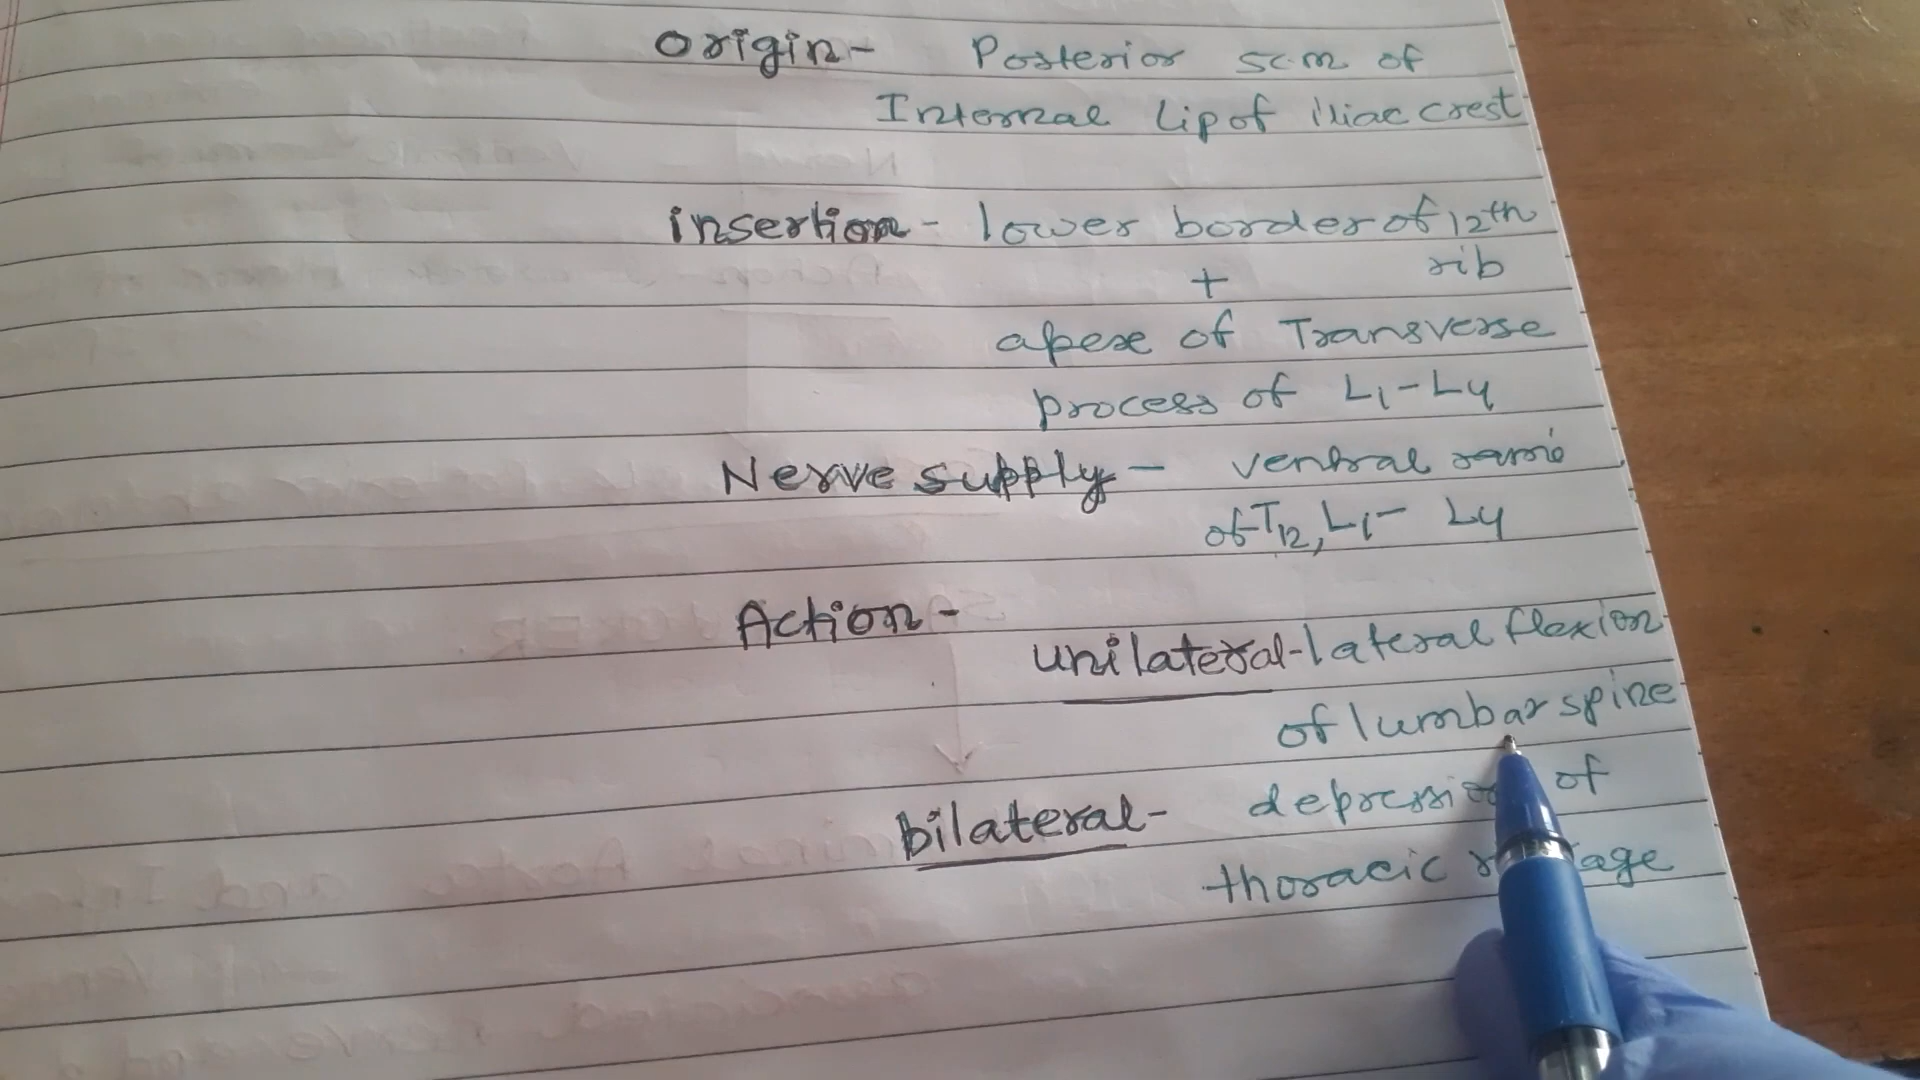 Origin- Posterior 5cm of
Internal Lip of iliac crest
insertion - lower border of 12th
rib
+
apex of Transverse
process of L1-L4
Nerve supply - ventral rami
of T12, L1- L4
Action-
unilateral-lateral flexion
of lumbar spine
bilateral- depression of
thoracic